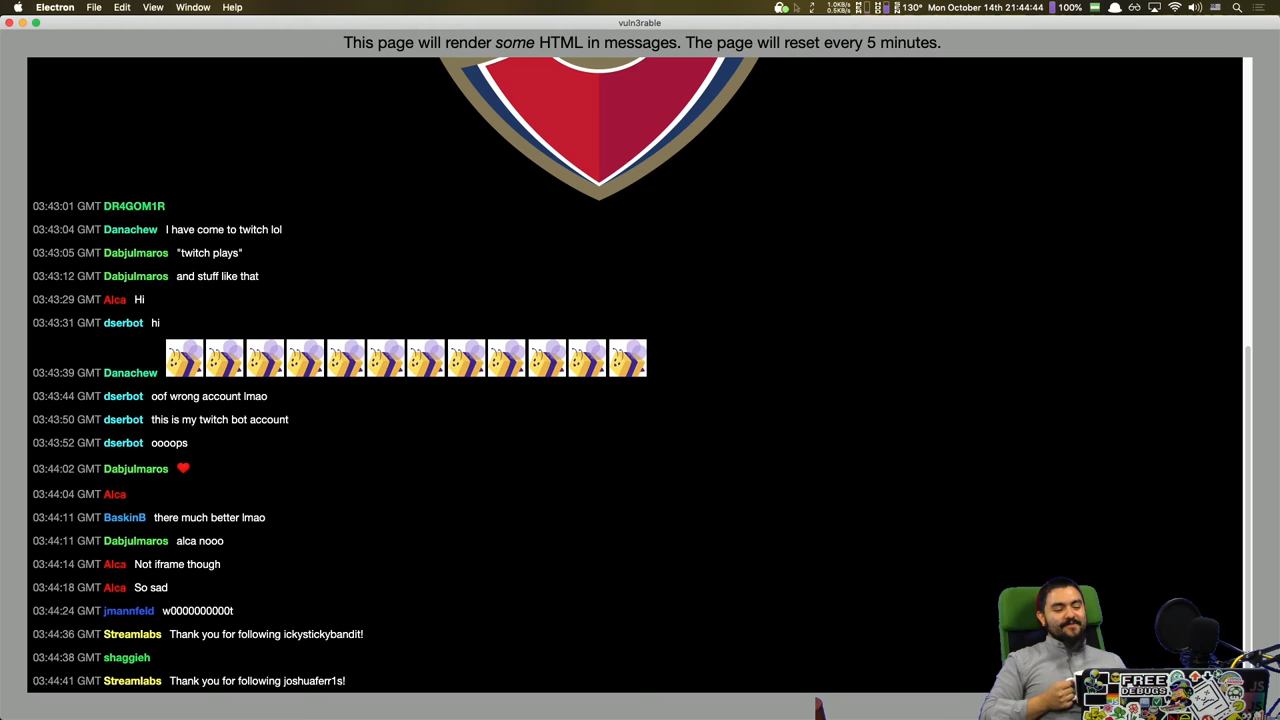 Electron File Edit View Window Help
1.0KB/s
0.5KB/s
130° Mon October 14th 21:44:44 100%
vuln3rable
This page will render some HTML in messages. The page will reset every 5 minutes.
03:43:01 GMT DR4GOM1R
03:43:04 GMT Danachew I have come to twitch lol
03:43:05 GMT Dabjulmaros "twitch plays"
03:43:12 GMT Dabjulmaros and stuff like that
03:43:29 GMT Alca Hi
03:43:31 GMT dserbot hi
03:43:39 GMT Danachew
03:43:44 GMT dserbot oof wrong account lmao
03:43:50 GMT dserbot this is my twitch bot account
03:43:52 GMT dserbot oooops
03:44:02 GMT Dabjulmaros
03:44:04 GMT Alca
03:44:11 GMT BaskinB there much better lmao
03:44:11 GMT Dabjulmaros alca nooo
03:44:14 GMT Alca Not iframe though
03:44:18 GMT Alca So sad
03:44:24 GMT jmannfeld w0000000000t
03:44:36 GMT Streamlabs Thank you for following ickystickybandit!
03:44:38 GMT shaggieh
03:44:41 GMT Streamlabs Thank you for following joshuaferr1s!
FREE
DEBUGS
JS